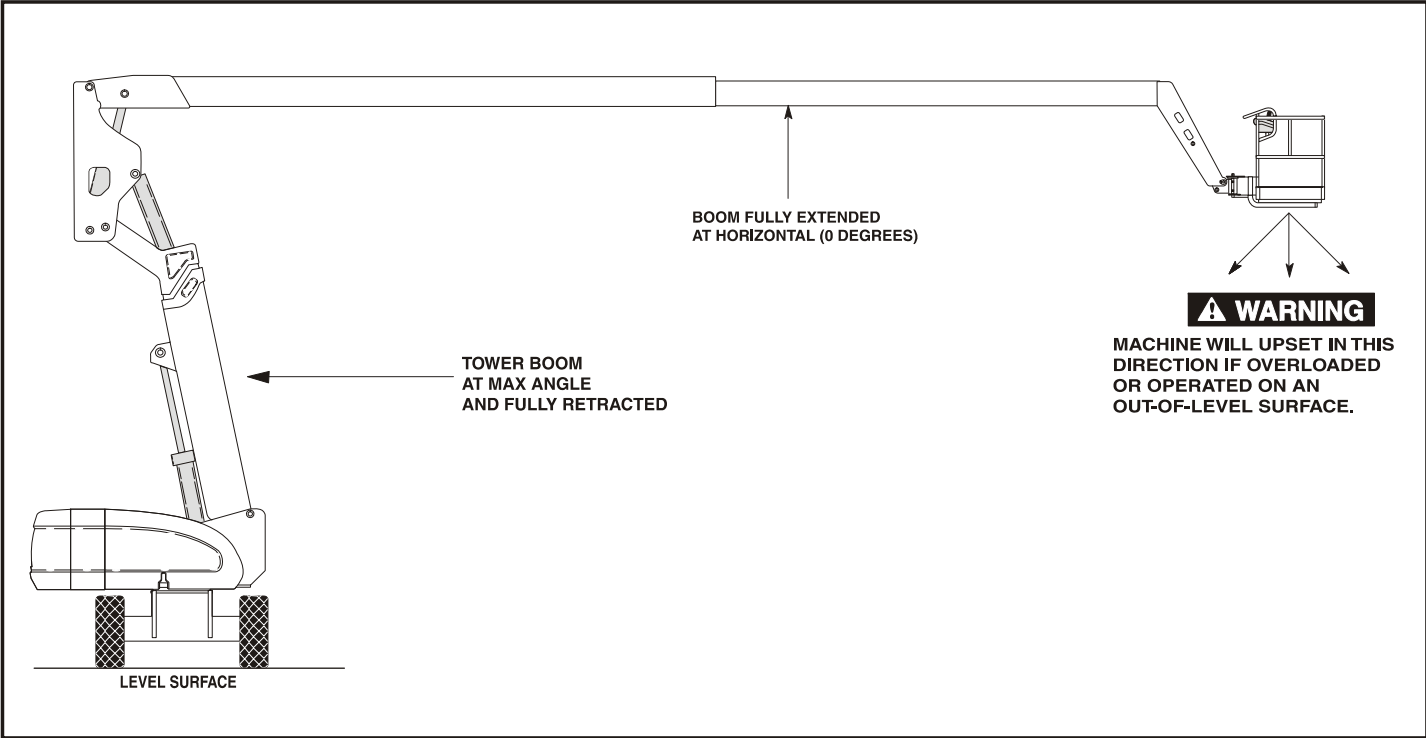 BOOM FULLY EXTENDED
AT HORIZONTAL (0 DEGREES)
WARNING
MACHINE WILL UPSET IN THIS
DIRECTION IF OVERLOADED
OR OPERATED ON AN
OUT-OF-LEVEL SURFACE.
TOWER BOOM
AT MAX ANGLE
AND FULLY RETRACTED
LEVEL SURFACE